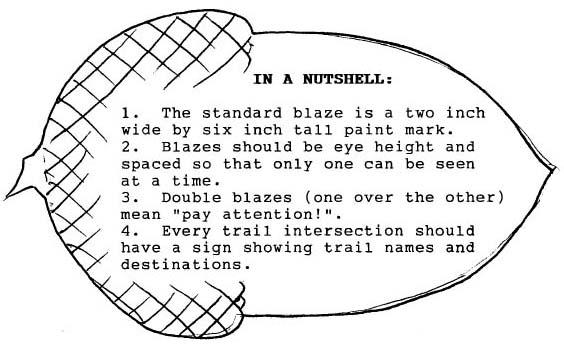 IN A NUTSHELL:
1. The standard blaze is a two inch
wide by six inch tall paint mark.
2. Blazes should be eye height and
spaced so that only one can be seen
at a time.
3. Double blazes (one over the other)
mean "pay attention!".
4. Every trail intersection should
have a sign showing trail names and
destinations.